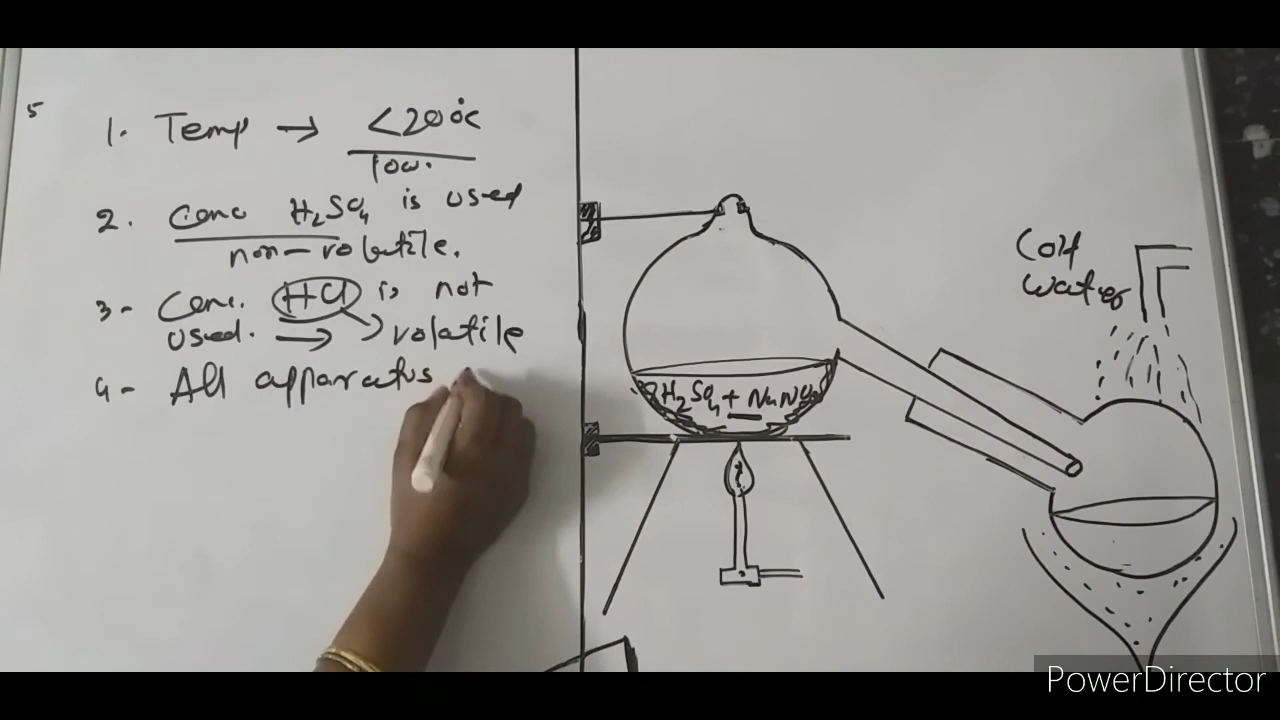 5
1. Temp → <200°c
low.
2. Conc H₂SO₄ is used
non-volatile.
3- Conc. HCl is not
used. → volatile
4- All apparatus
H₂SO₄ + NaNO₃
Cold
Water
PowerDirector